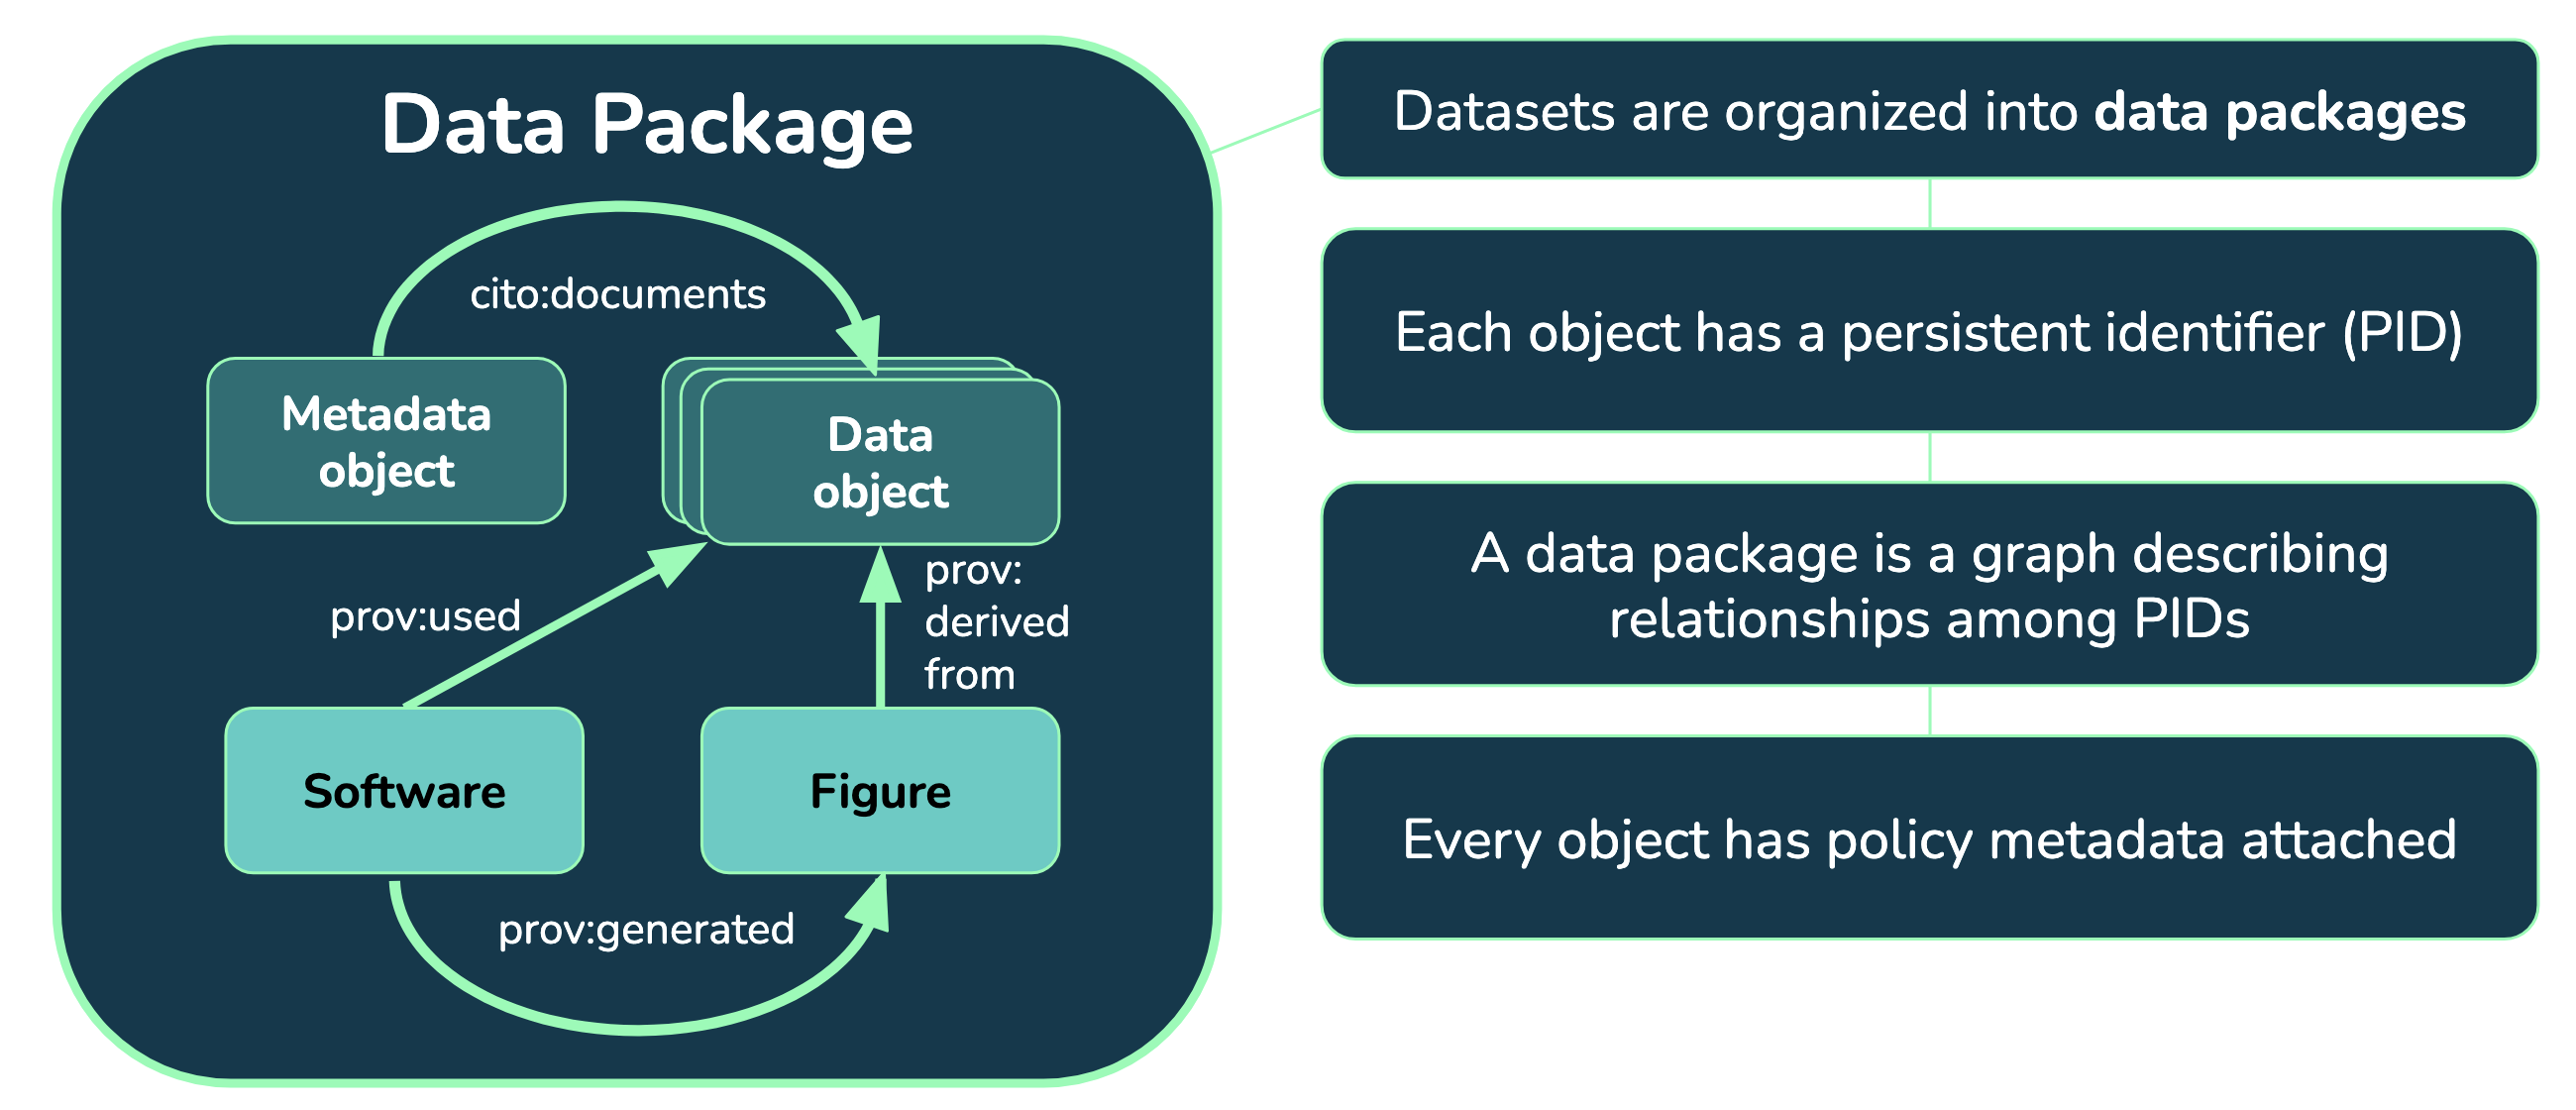 Data Package
cito:documents
Metadata
object
Data
object
prov:used
prov:
derived
from
Software
Figure
prov:generated
Datasets are organized into data packages
Each object has a persistent identifier (PID)
A data package is a graph describing
relationships among PIDs
Every object has policy metadata attached